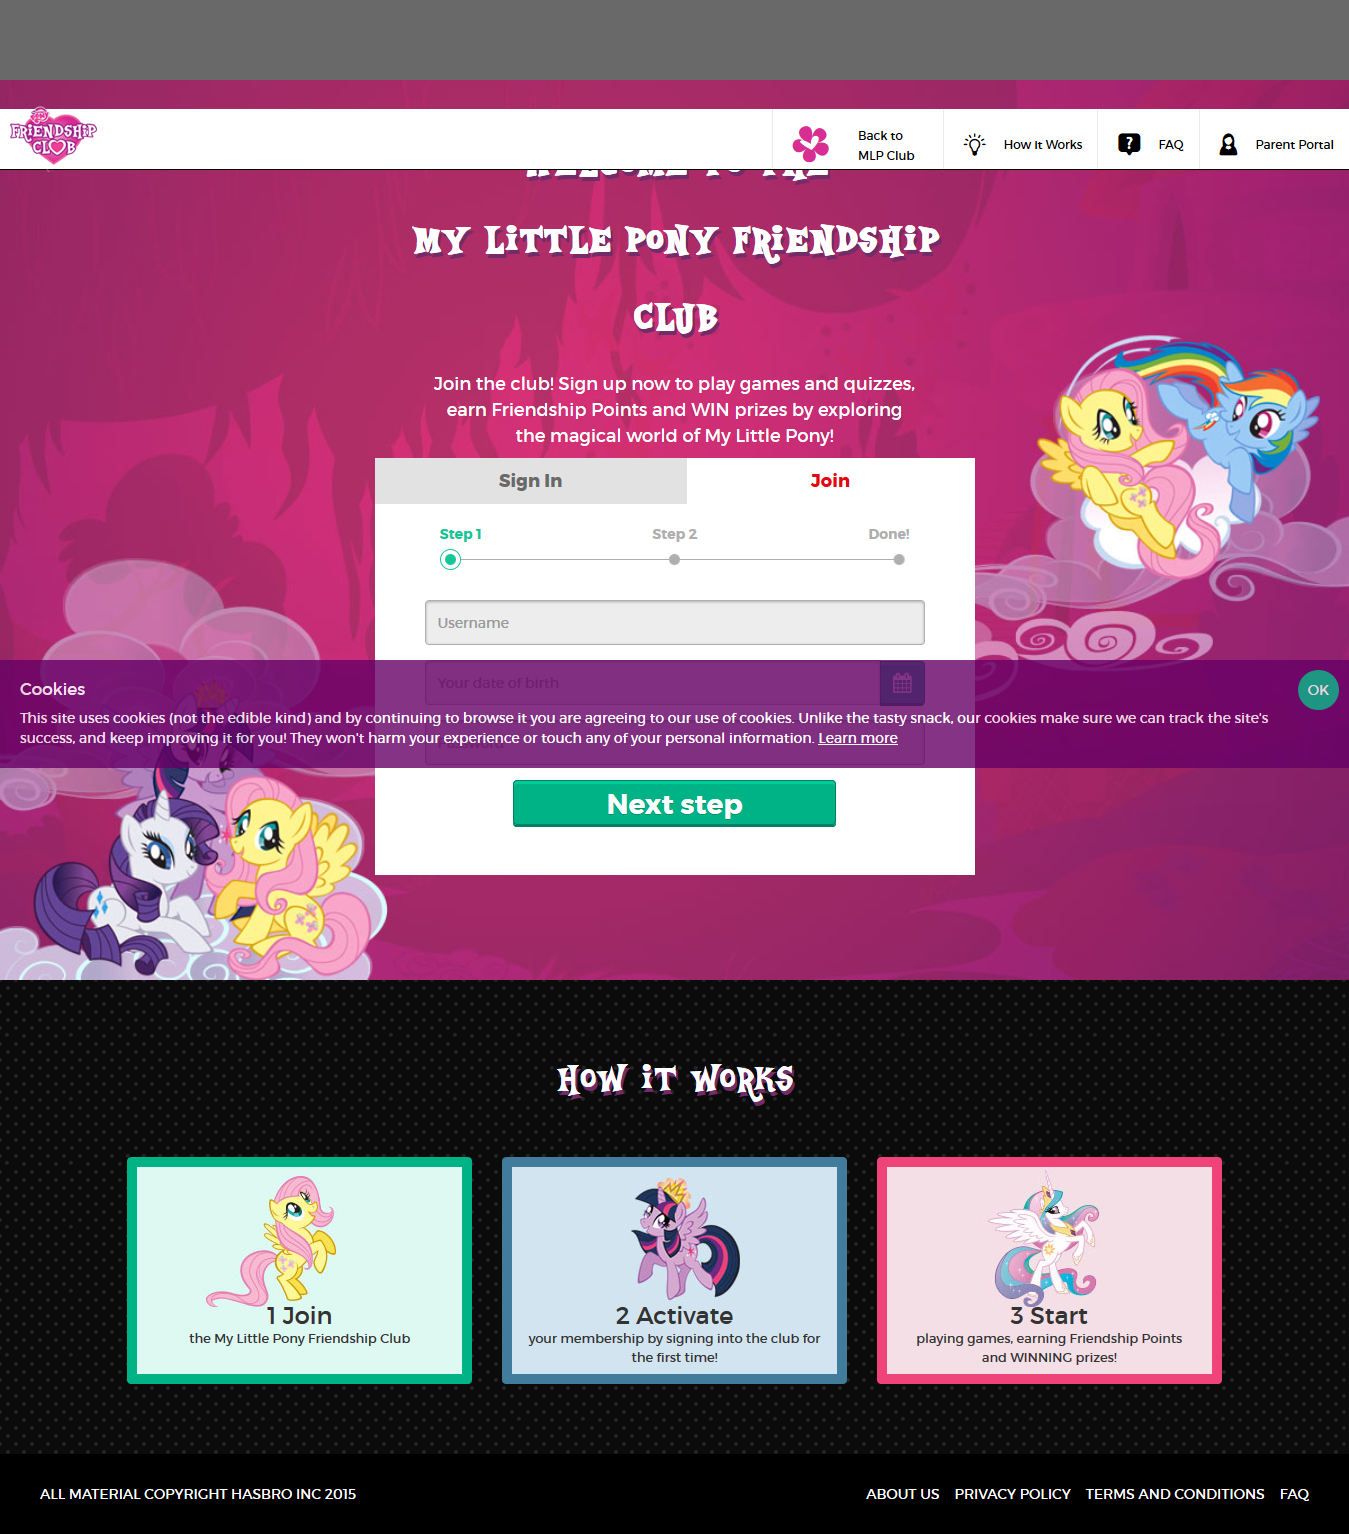 FRIENDSHIP
CLUB
Back to
MLP Club
How It Works
FAQ
Parent Portal
WELCOME TO THE
MY LITTLE PONY FRIENDSHIP
CLUB
Join the club! Sign up now to play games and quizzes,
earn Friendship Points and WIN prizes by exploring
the magical world of My Little Pony!
Sign In
Join
Step 1
Step 2
Done!
Username
Your date of birth
Cookies
OK
This site uses cookies (not the edible kind) and by continuing to browse it you are agreeing to our use of cookies. Unlike the tasty snack, our cookies make sure we can track the site's
success, and keep improving it for you! They won't harm your experience or touch any of your personal information. Learn more
Next step
HOW IT WORKS
1 Join
the My Little Pony Friendship Club
2 Activate
your membership by signing into the club for
the first time!
3 Start
playing games, earning Friendship Points
and WINNING prizes!
ALL MATERIAL COPYRIGHT HASBRO INC 2015
ABOUT US
PRIVACY POLICY
TERMS AND CONDITIONS
FAQ